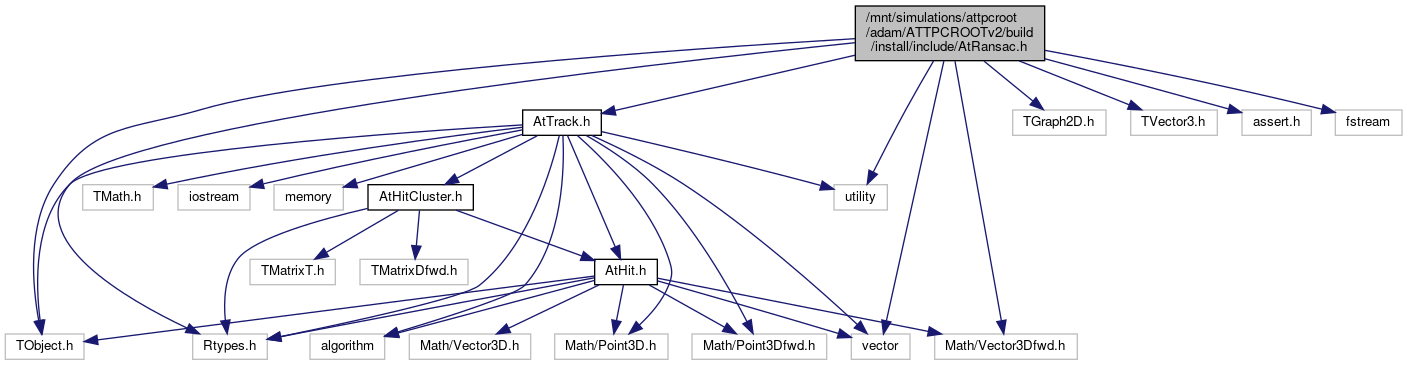 /mnt/simulations/attpcroot
/adam/ATTPCROOTv2/build
/install/include/AtRansac.h
AtTrack.h
TGraph2D.h
TVector3.h
assert.h
fstream
TMath.h
iostream
memory
AtHitCluster.h
utility
TMatrixT.h
TMatrixDfwd.h
AtHit.h
TObject.h
Rtypes.h
algorithm
Math/Vector3D.h
Math/Point3D.h
Math/Point3Dfwd.h
vector
Math/Vector3Dfwd.h